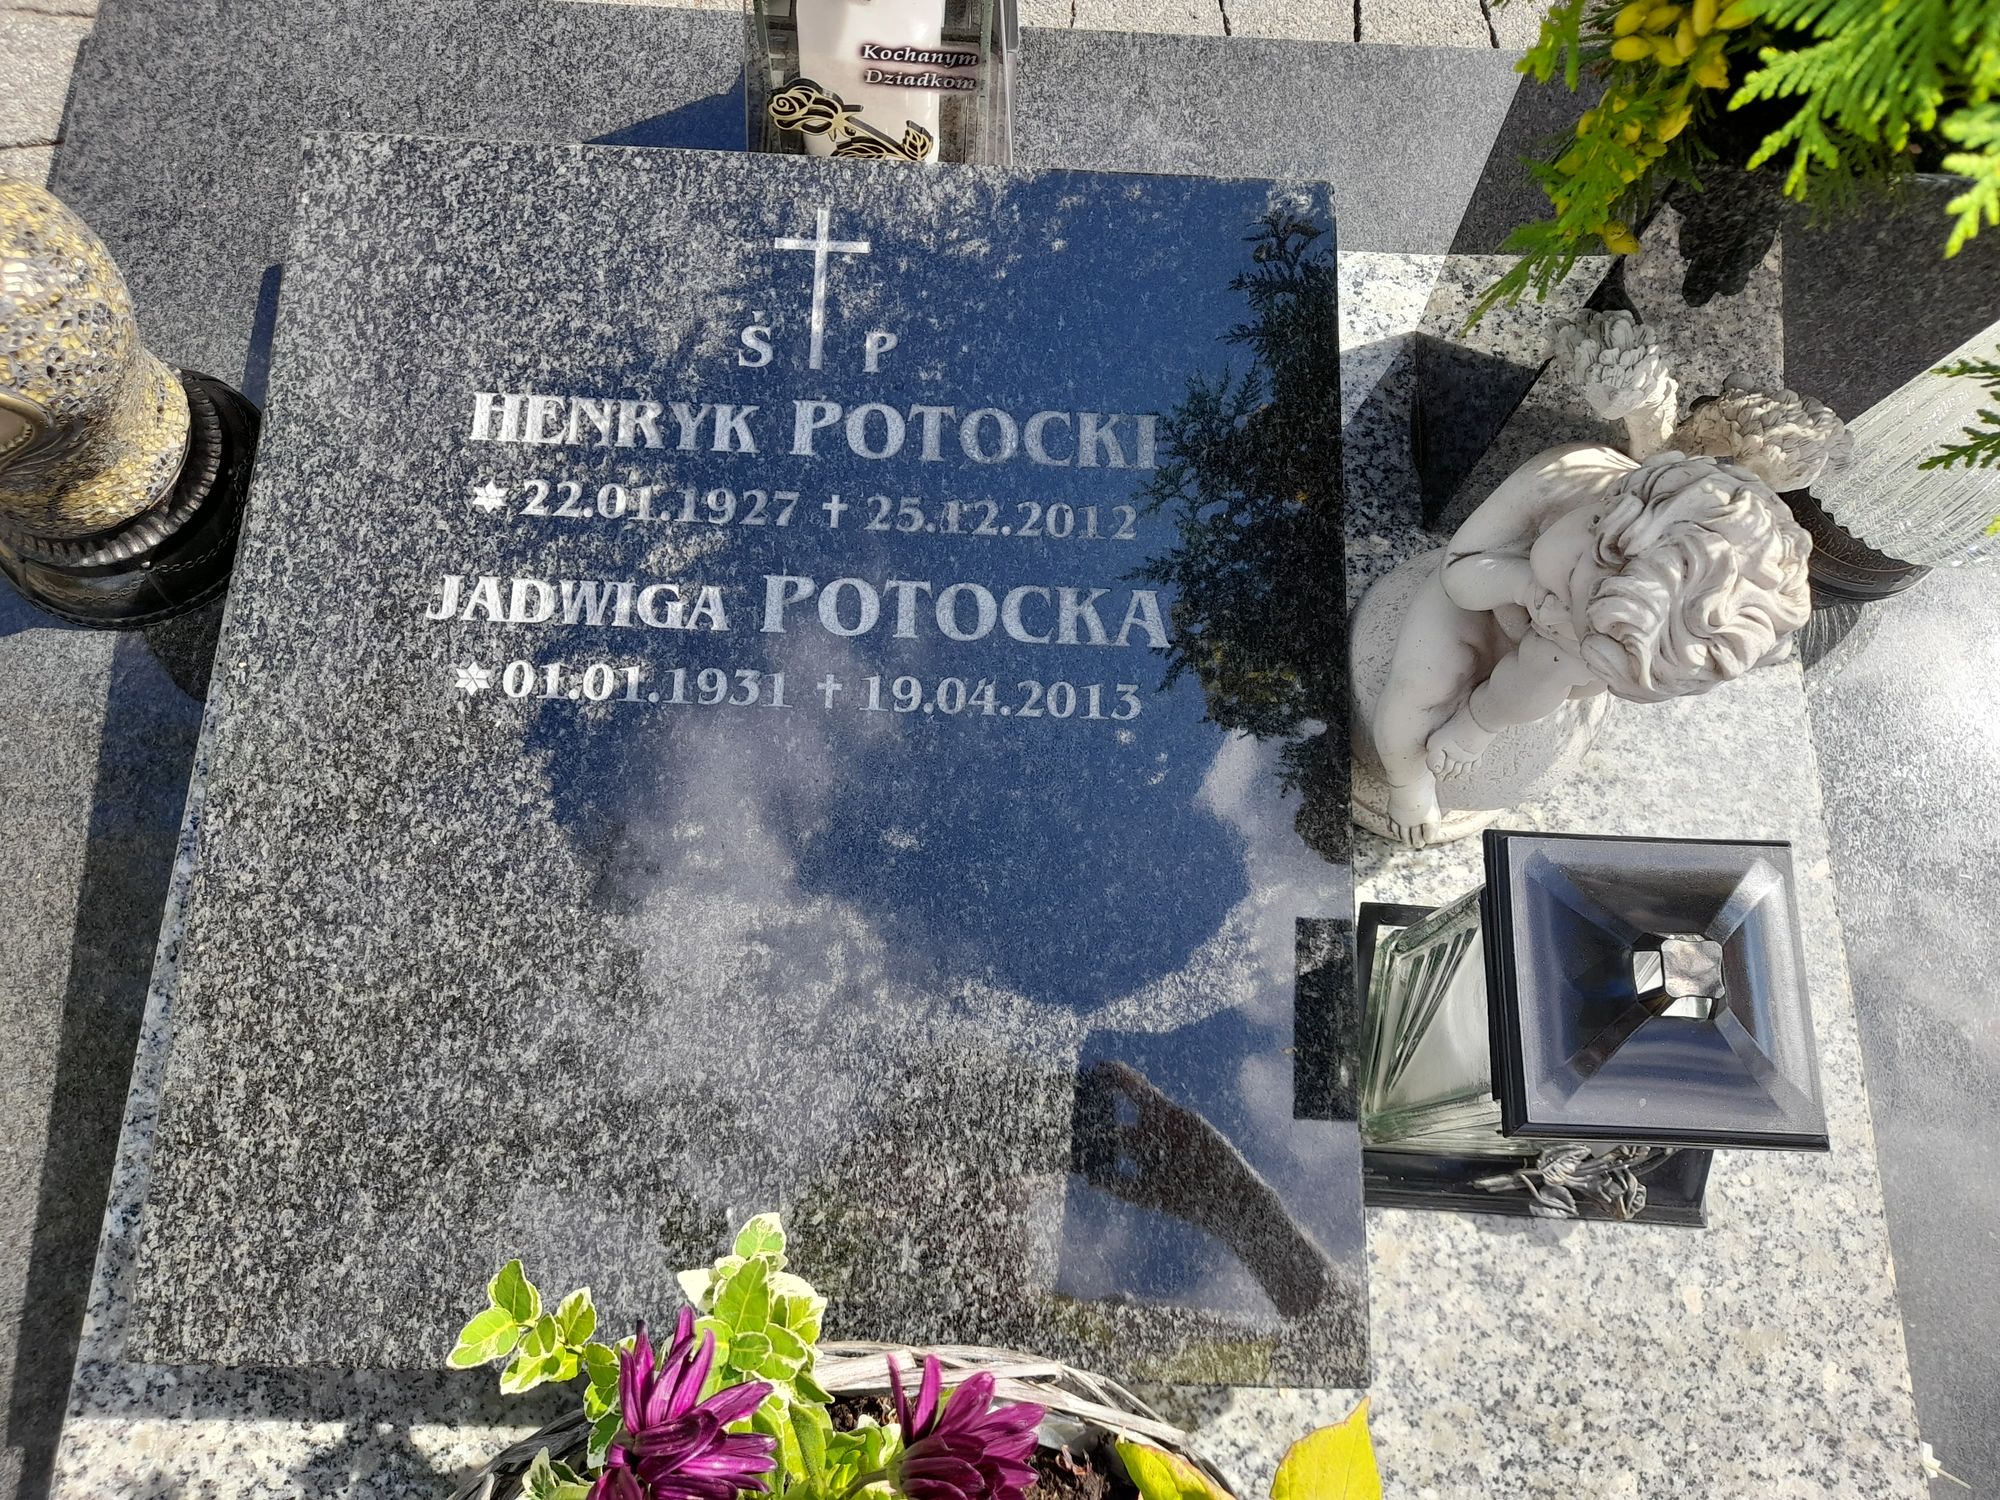 Kochanym
Dziadkom
Ś P
HENRYK POTOCKI
22.01.1927 † 25.12.2012
JADWIGA POTOCKA
01.01.1931 † 19.04.2013